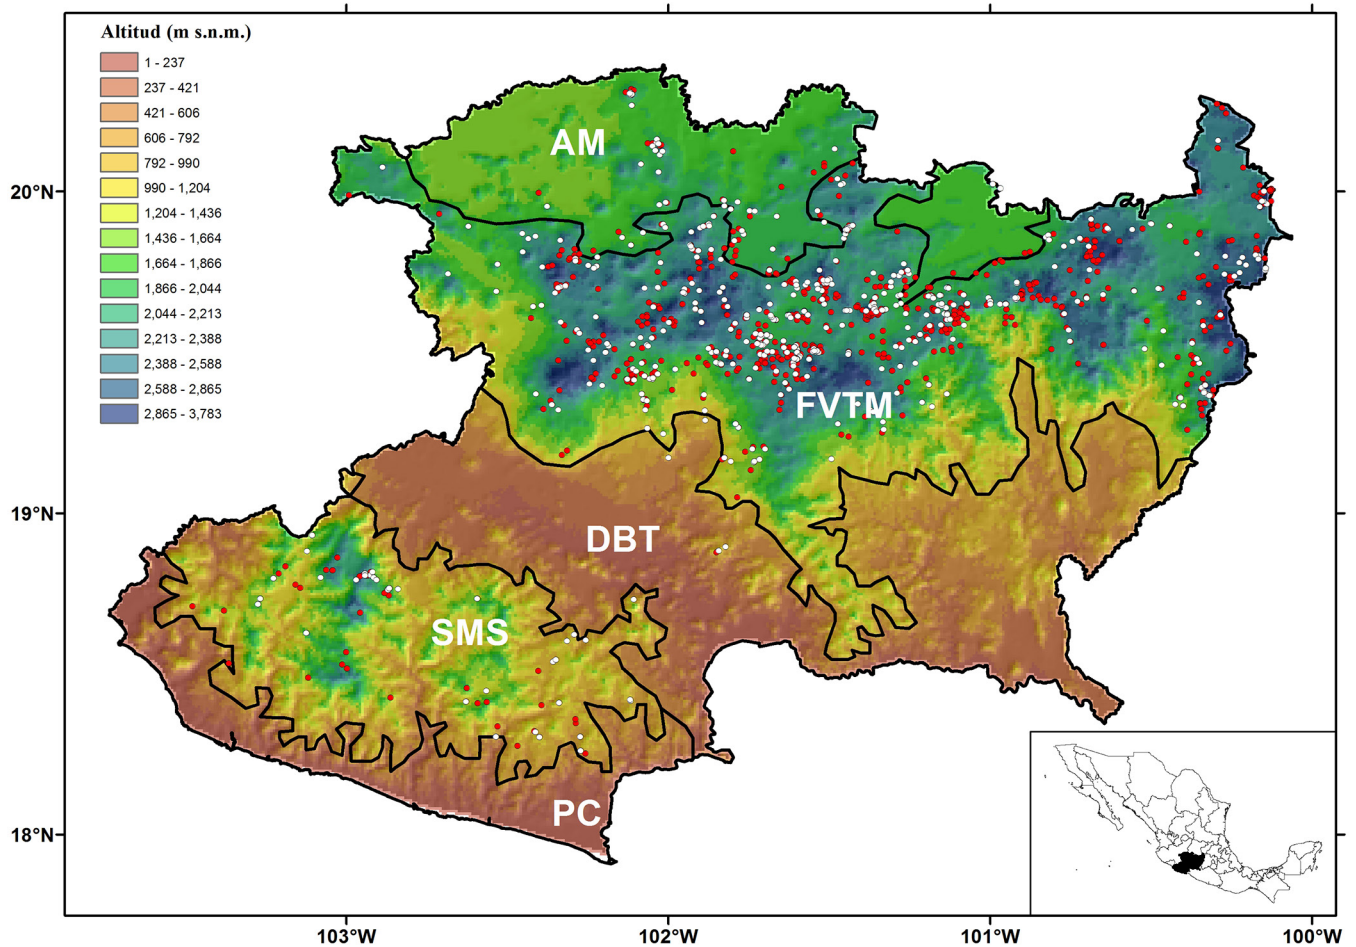 Altitud (m s.n.m.)
1 - 237
237 - 421
421 - 606
606 - 792
792 - 990
990 - 1,204
1,204 - 1,436
1,436 - 1,664
1,664 - 1,866
1,866 - 2,044
2,044 - 2,213
2,213 - 2,388
2,388 - 2,588
2,588 - 2,865
2,865 - 3,783
AM
FVTM
DBT
SMS
PC
20°N
19°N
18°N
103°W
102°W
101°W
100°W